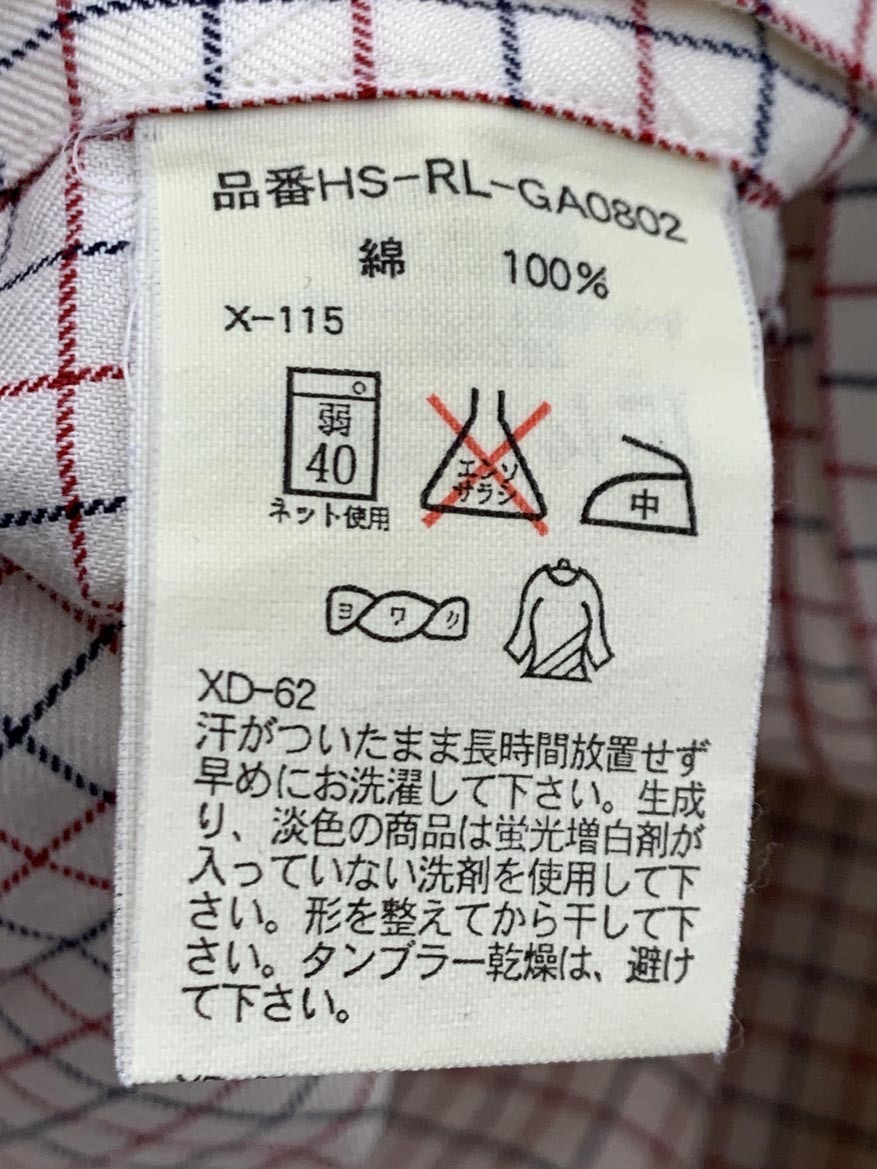 品番HS-RL-GA0802
綿 100%
X-115
弱
40
ネット使用
エンソ
サラシ
中
ヨワク
XD-62
汗がついたまま長時間放置せず
早めにお洗濯して下さい。生成
り、淡色の商品は蛍光増白剤が
入っていない洗剤を使用して下
さい。形を整えてから干して下
さい。タンブラー乾燥は、避け
て下さい。